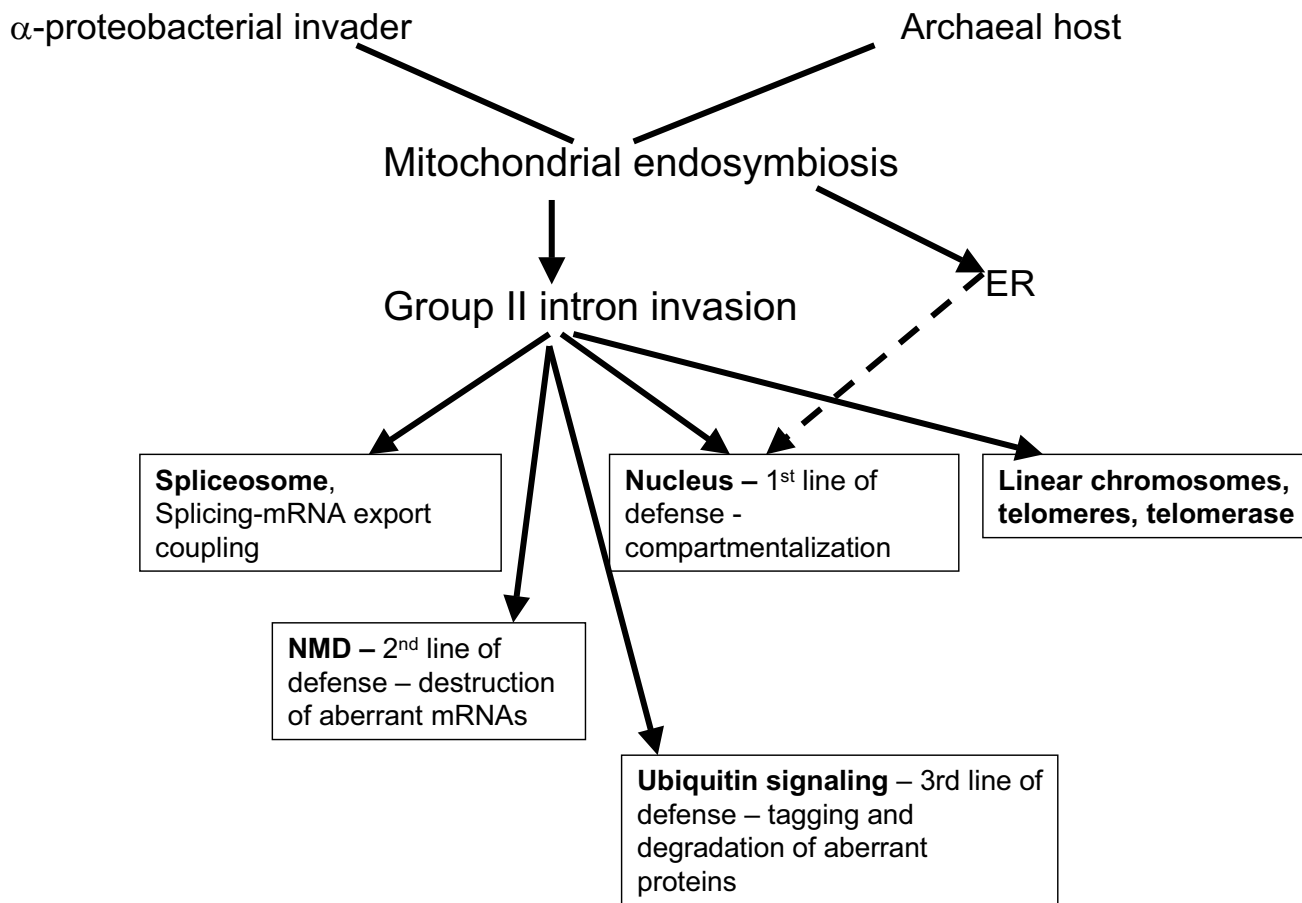 α-proteobacterial invader
Archaeal host
Mitochondrial endosymbiosis
ER
Group II intron invasion
Spliceosome,
Splicing-mRNA export
coupling
Nucleus – 1st line of
defense -
compartmentalization
Linear chromosomes,
telomeres, telomerase
NMD – 2nd line of
defense – destruction
of aberrant mRNAs
Ubiquitin signaling – 3rd line of
defense – tagging and
degradation of aberrant
proteins